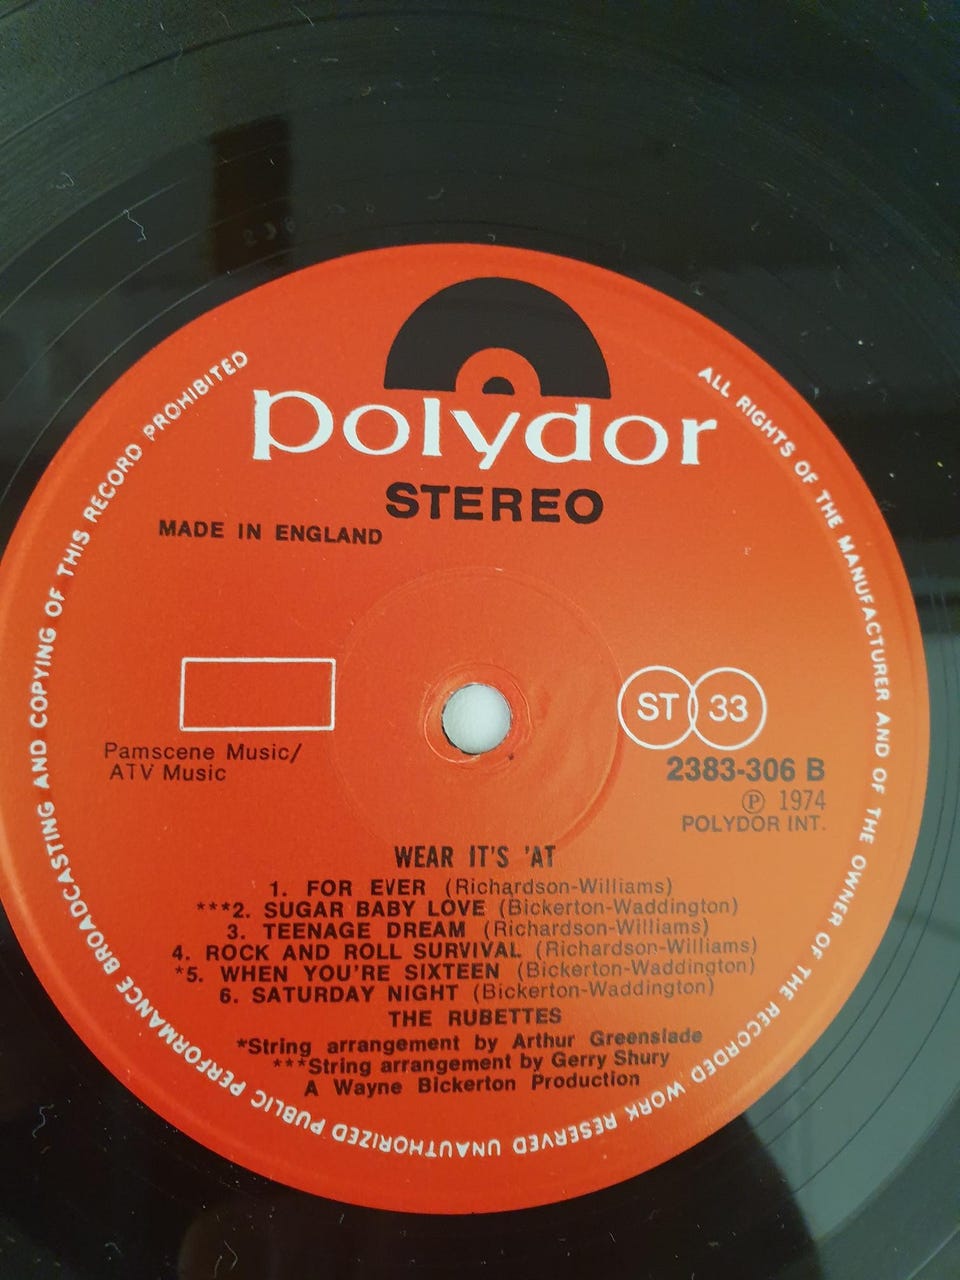 polydor
STEREO
MADE IN ENGLAND
ST 33
Pamscene Music/
ATV Music
2383-306 B
Ⓟ 1974
POLYDOR INT.
WEAR IT'S 'AT
1. FOR EVER (Richardson-Williams)
***2. SUGAR BABY LOVE (Bickerton-Waddington)
3. TEENAGE DREAM (Richardson-Williams)
4. ROCK AND ROLL SURVIVAL (Richardson-Williams)
*5. WHEN YOU'RE SIXTEEN (Bickerton-Waddington)
6. SATURDAY NIGHT (Bickerton-Waddington)
THE RUBETTES
*String arrangement by Arthur Greenslade
***String arrangement by Gerry Shury
A Wayne Bickerton Production
ALL RIGHTS OF THE MANUFACTURER AND OF THE OWNER OF THE RECORDED WORK RESERVED UNAUTHORIZED PUBLIC PERFORMANCE BROADCASTING AND COPYING OF THIS RECORD PROHIBITED